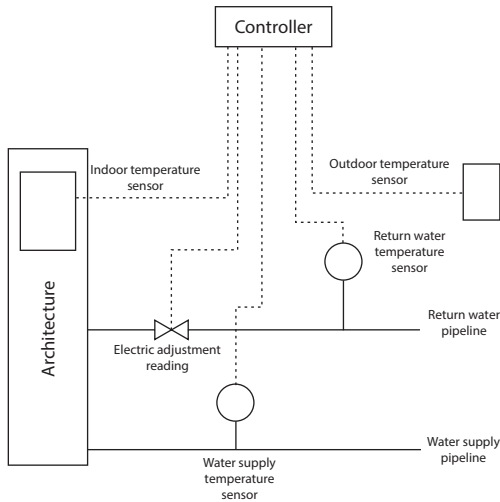 Controller
Indoor temperature
sensor
Outdoor temperature
sensor
Return water
temperature
sensor
Architecture
Return water
pipeline
Electric adjustment
reading
Water supply
pipeline
Water supply
temperature
sensor